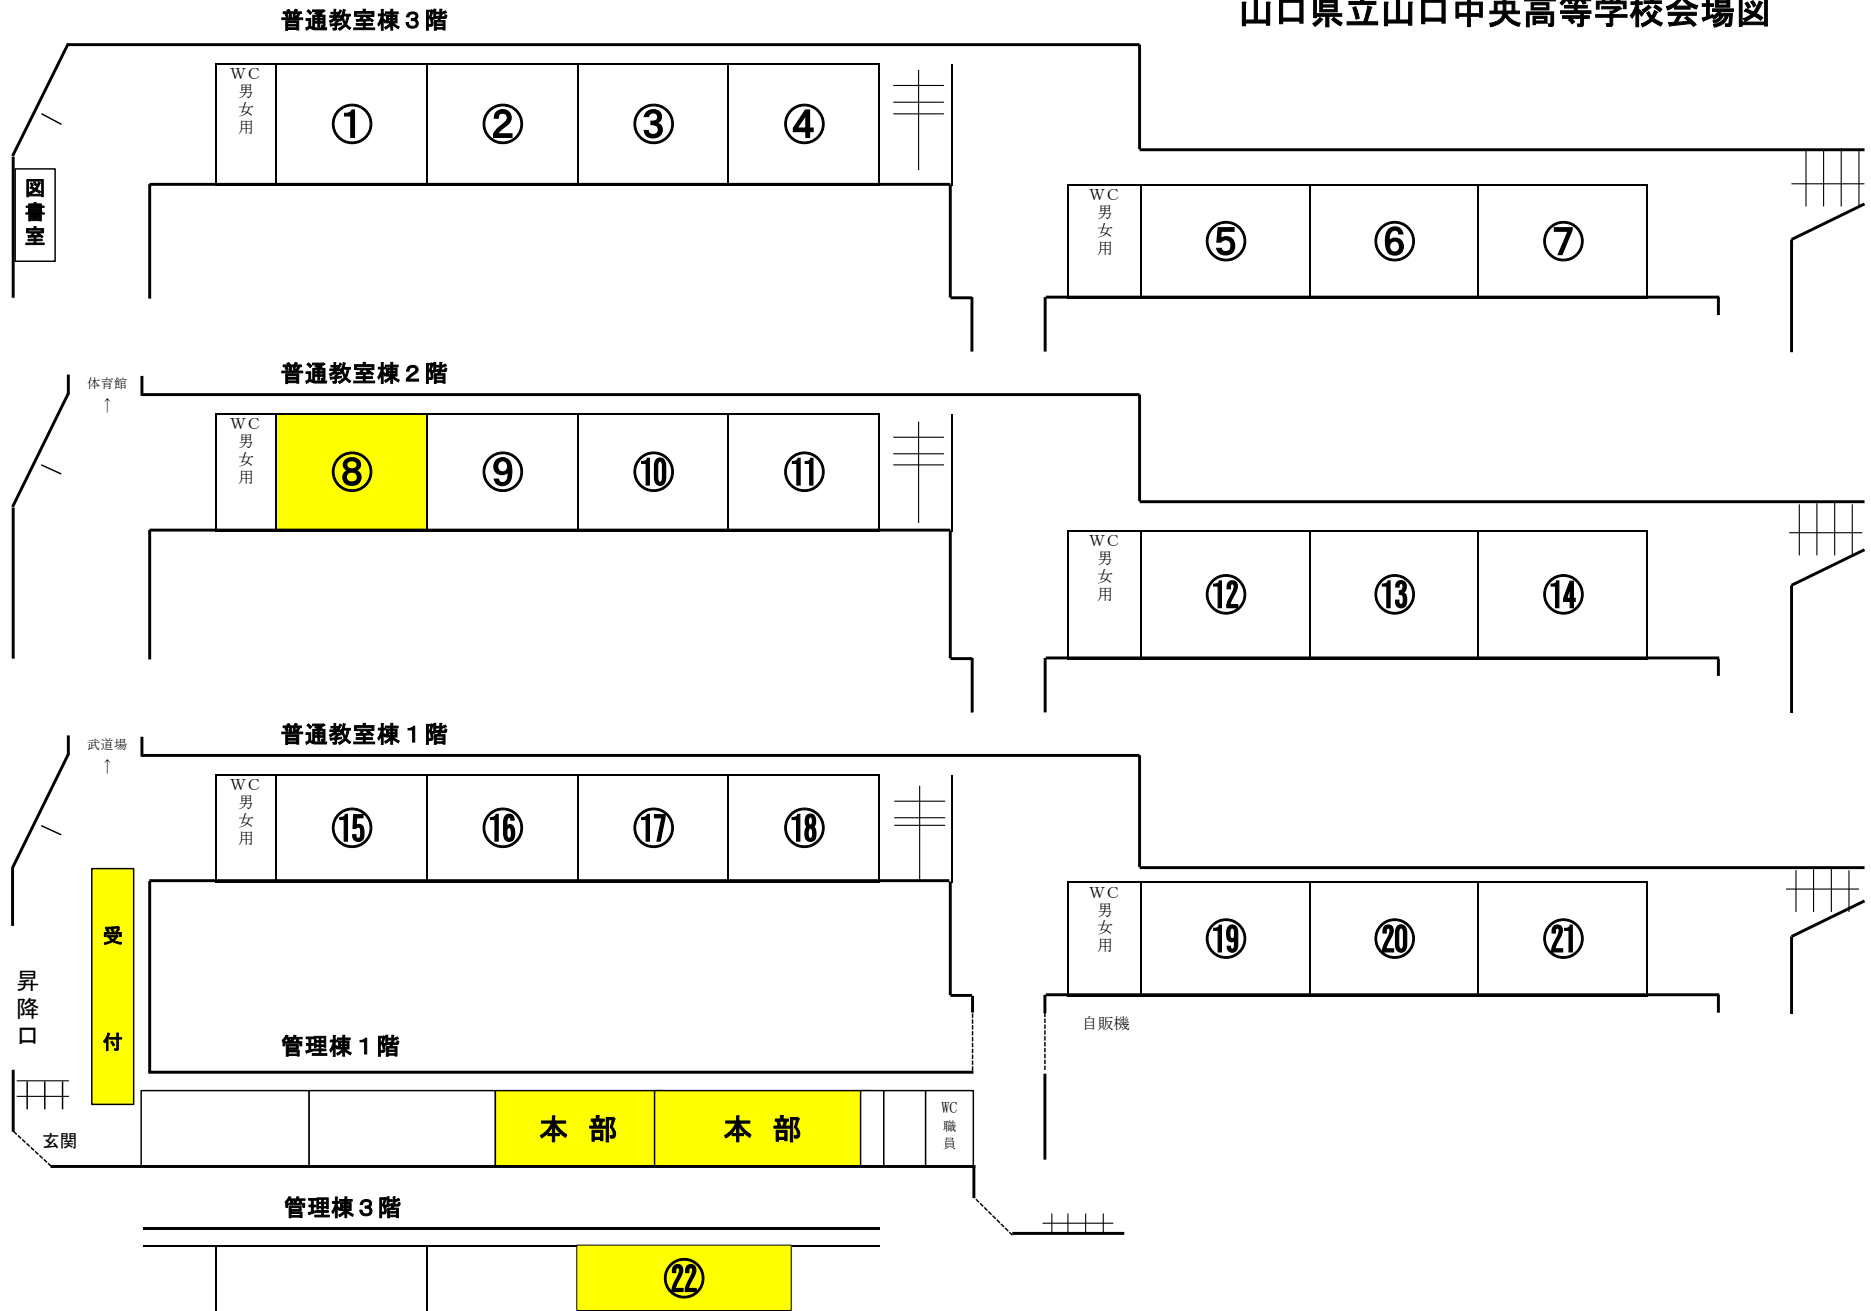 山口県立山口中央高等学校会場図
普通教室棟３階
WC
男
女
用
①
②
③
④
図
書
室
WC
男
女
用
⑤
⑥
⑦
普通教室棟２階
体育館
↑
WC
男
女
用
⑧
⑨
⑩
⑪
WC
男
女
用
⑫
⑬
⑭
普通教室棟１階
武道場
↑
WC
男
女
用
⑮
⑯
⑰
⑱
受
付
昇
降
口
WC
男
女
用
⑲
⑳
㉑
自販機
管理棟１階
本 部
本 部
WC
職
員
玄関
管理棟３階
㉒